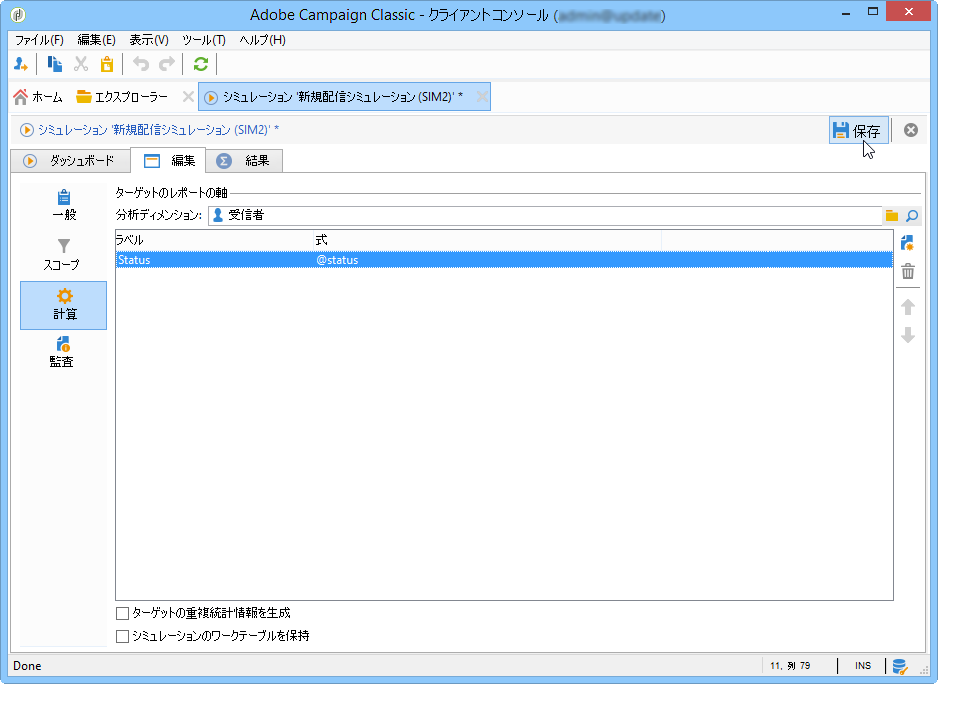 Adobe Campaign Classic - クライアントコンソール ()
ファイル(F) 編集(E) 表示(V) ツール(T) ヘルプ(H)
ホーム エクスプローラー シミュレーション '新規配信シミュレーション (SIM2)' *
シミュレーション '新規配信シミュレーション (SIM2)' *
保存
ダッシュボード 編集 結果
一般
スコープ
計算
監査
ターゲットのレポートの軸
分析ディメンション: 受信者
ラベル 式
Status @status
ターゲットの重複統計情報を生成
シミュレーションのワークテーブルを保持
Done 11, 列 79 INS